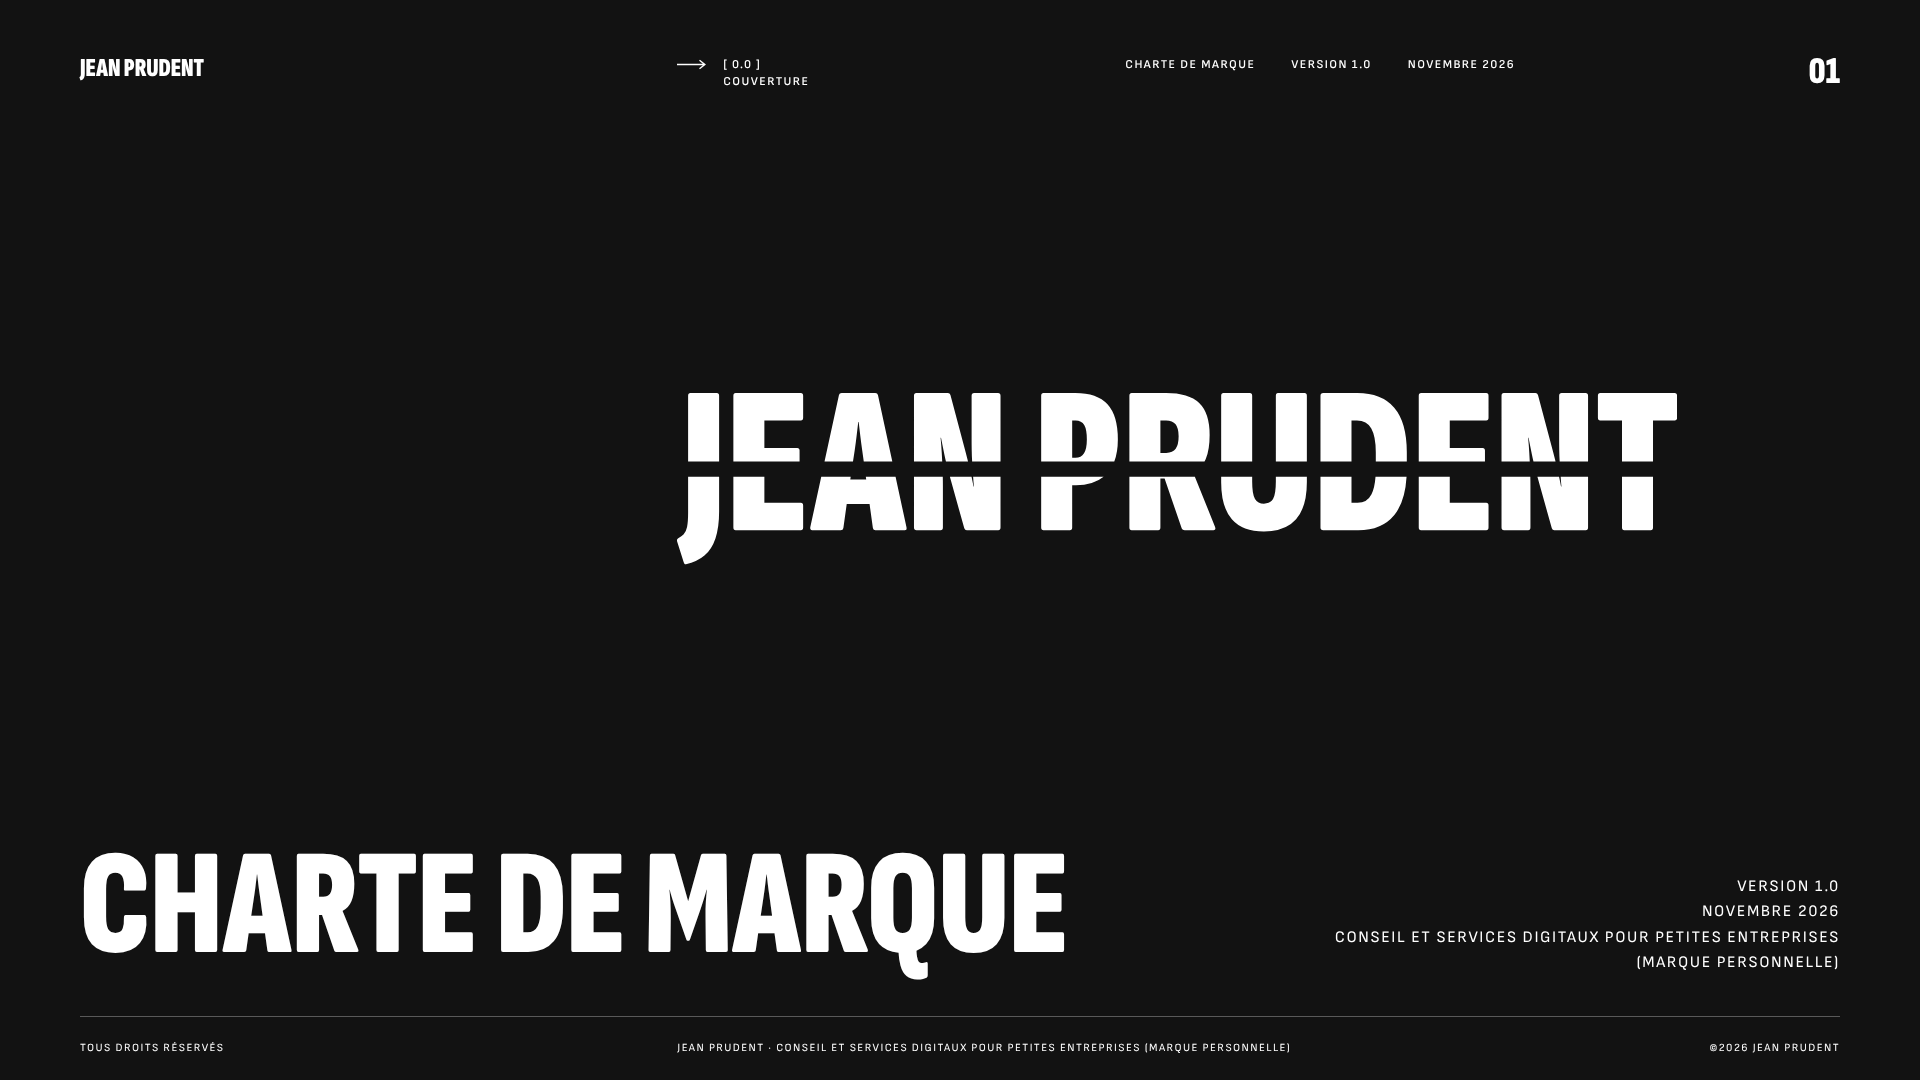 JEAN PRUDENT
[ 0.0 ]
COUVERTURE
CHARTE DE MARQUE
VERSION 1.0
NOVEMBRE 2026
01
JEAN PRUDENT
CHARTE DE MARQUE
VERSION 1.0
NOVEMBRE 2026
CONSEIL ET SERVICES DIGITAUX POUR PETITES ENTREPRISES
(MARQUE PERSONNELLE)
TOUS DROITS RÉSERVÉS
JEAN PRUDENT · CONSEIL ET SERVICES DIGITAUX POUR PETITES ENTREPRISES (MARQUE PERSONNELLE)
©2026 JEAN PRUDENT